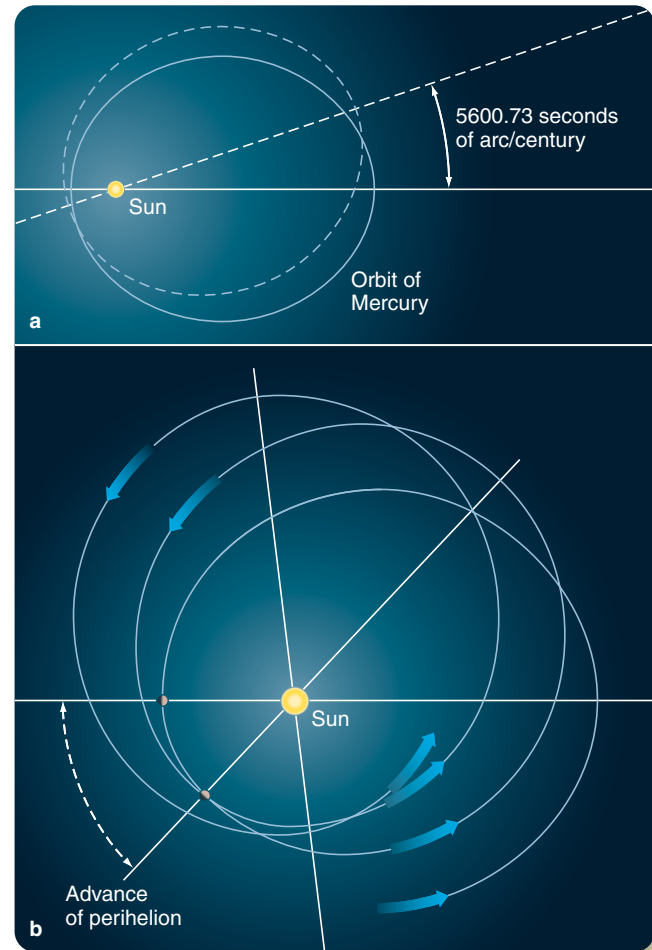 5600.73 seconds
of arc/century
Sun
Orbit of
Mercury
a
Sun
Advance
of perihelion
b